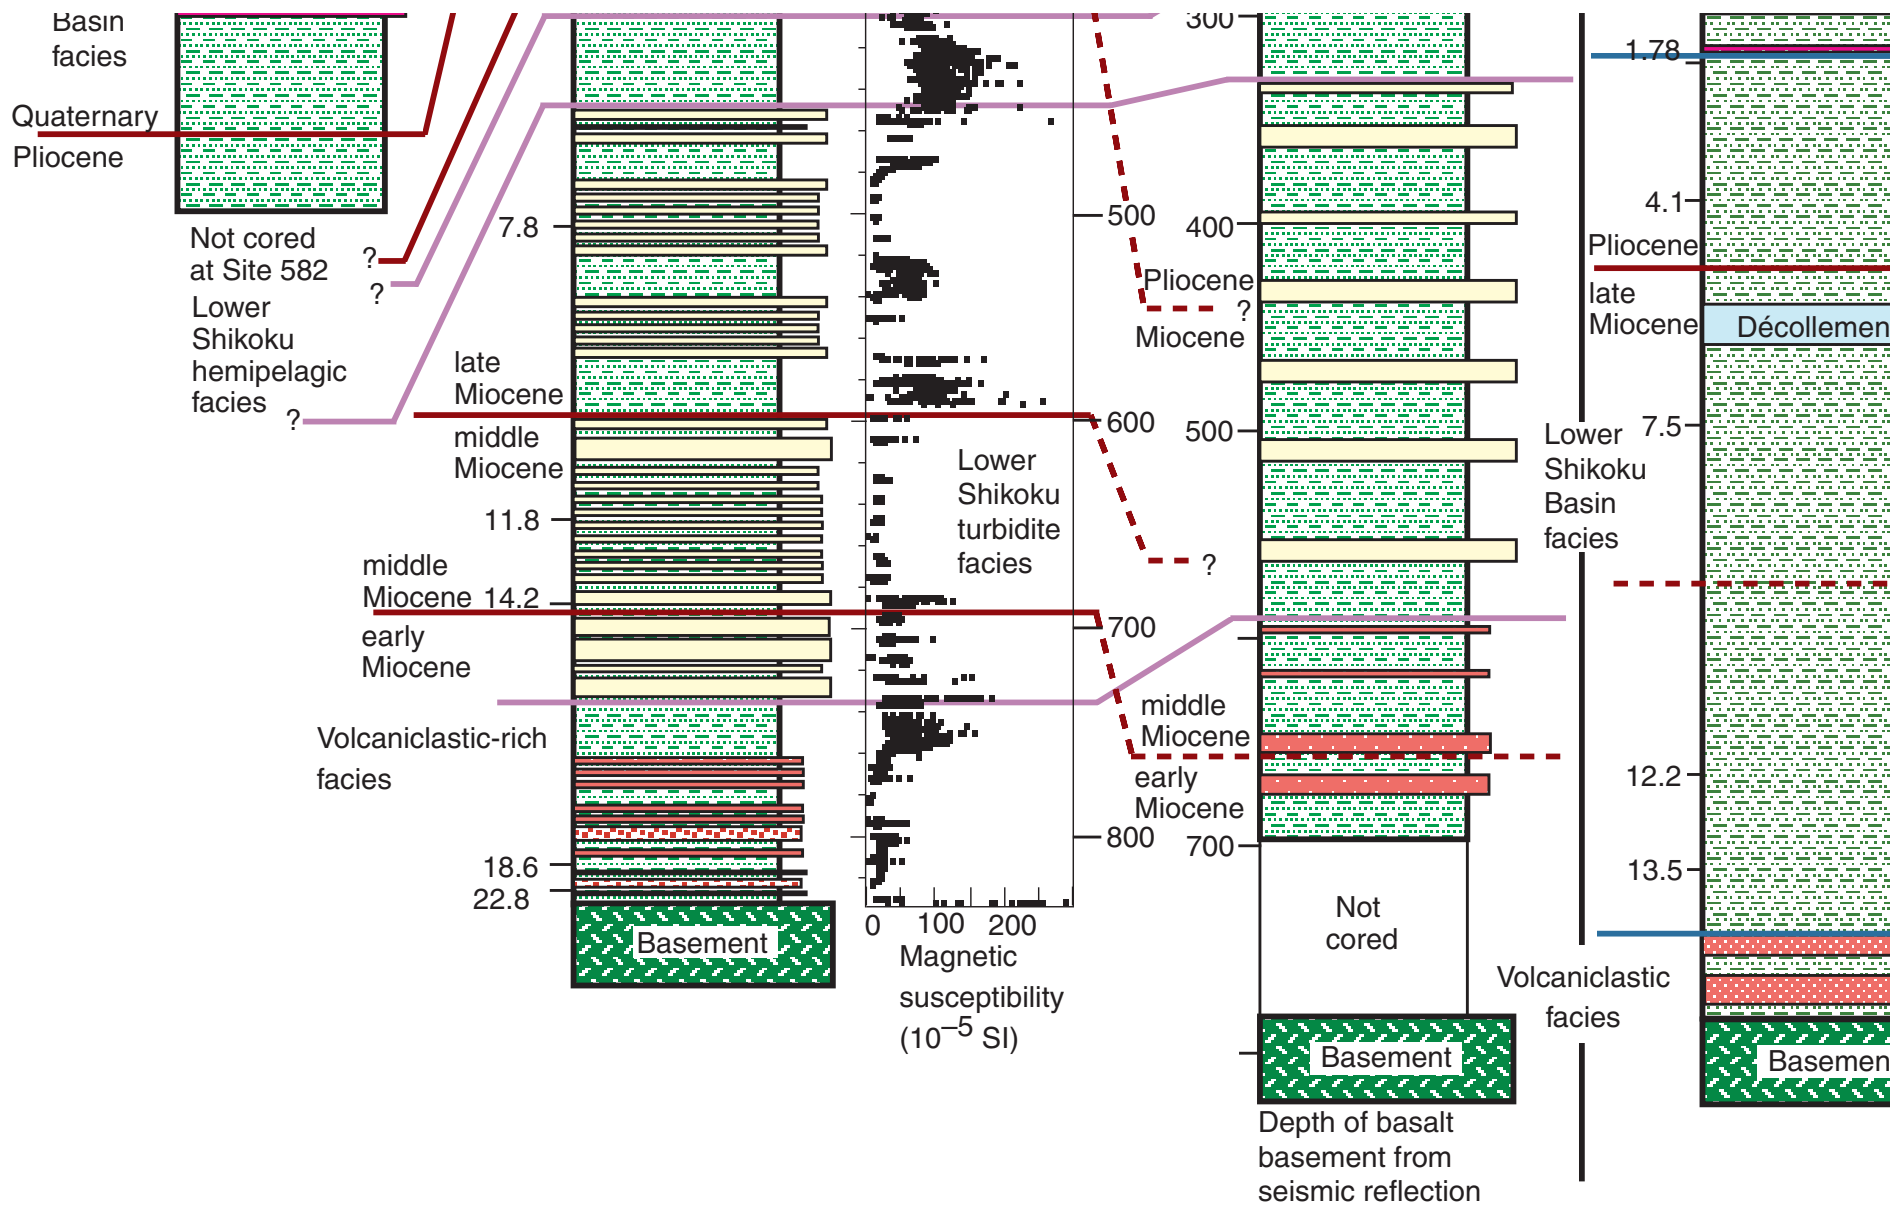 Basin
facies
Quaternary
Pliocene
Not cored
at Site 582
?
?
Lower
Shikoku
hemipelagic
facies
?
7.8
late
Miocene
middle
Miocene
11.8
middle
Miocene
14.2
early
Miocene
Volcaniclastic-rich
facies
18.6
22.8
Basement
500
600
700
800
Lower
Shikoku
turbidite
facies
0
100
200
Magnetic
susceptibility
(10–5 SI)
300
400
500
700
Pliocene
?
Miocene
?
middle
Miocene
early
Miocene
Not
cored
Basement
Depth of basalt
basement from
seismic reflection
1.78
4.1
Pliocene
late
Miocene
Décollemen
7.5
Lower
Shikoku
Basin
facies
12.2
13.5
Volcaniclastic
facies
Basemen